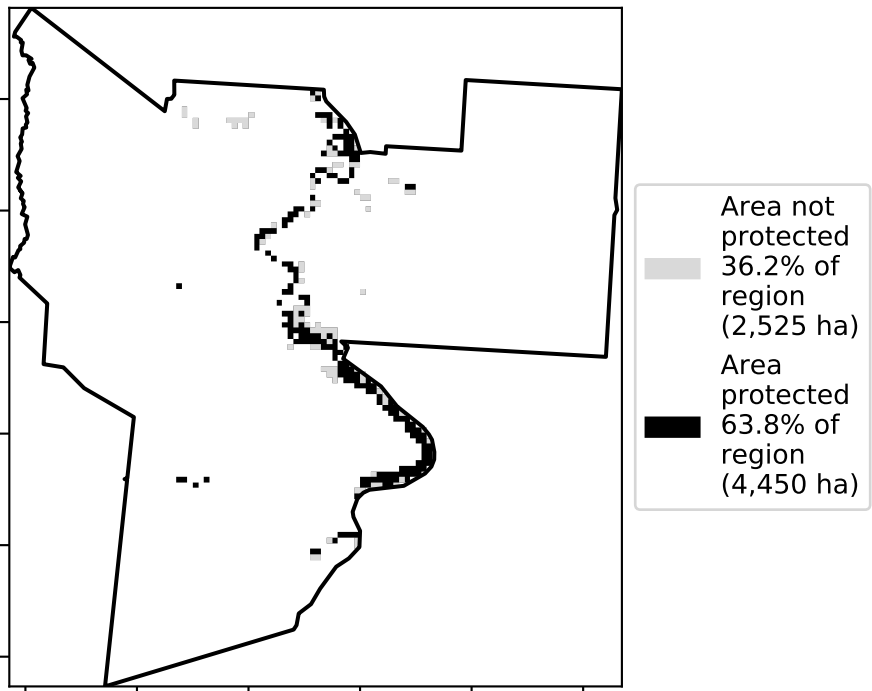 Area not
protected
36.2% of
region
(2,525 ha)
Area
protected
63.8% of
region
(4,450 ha)